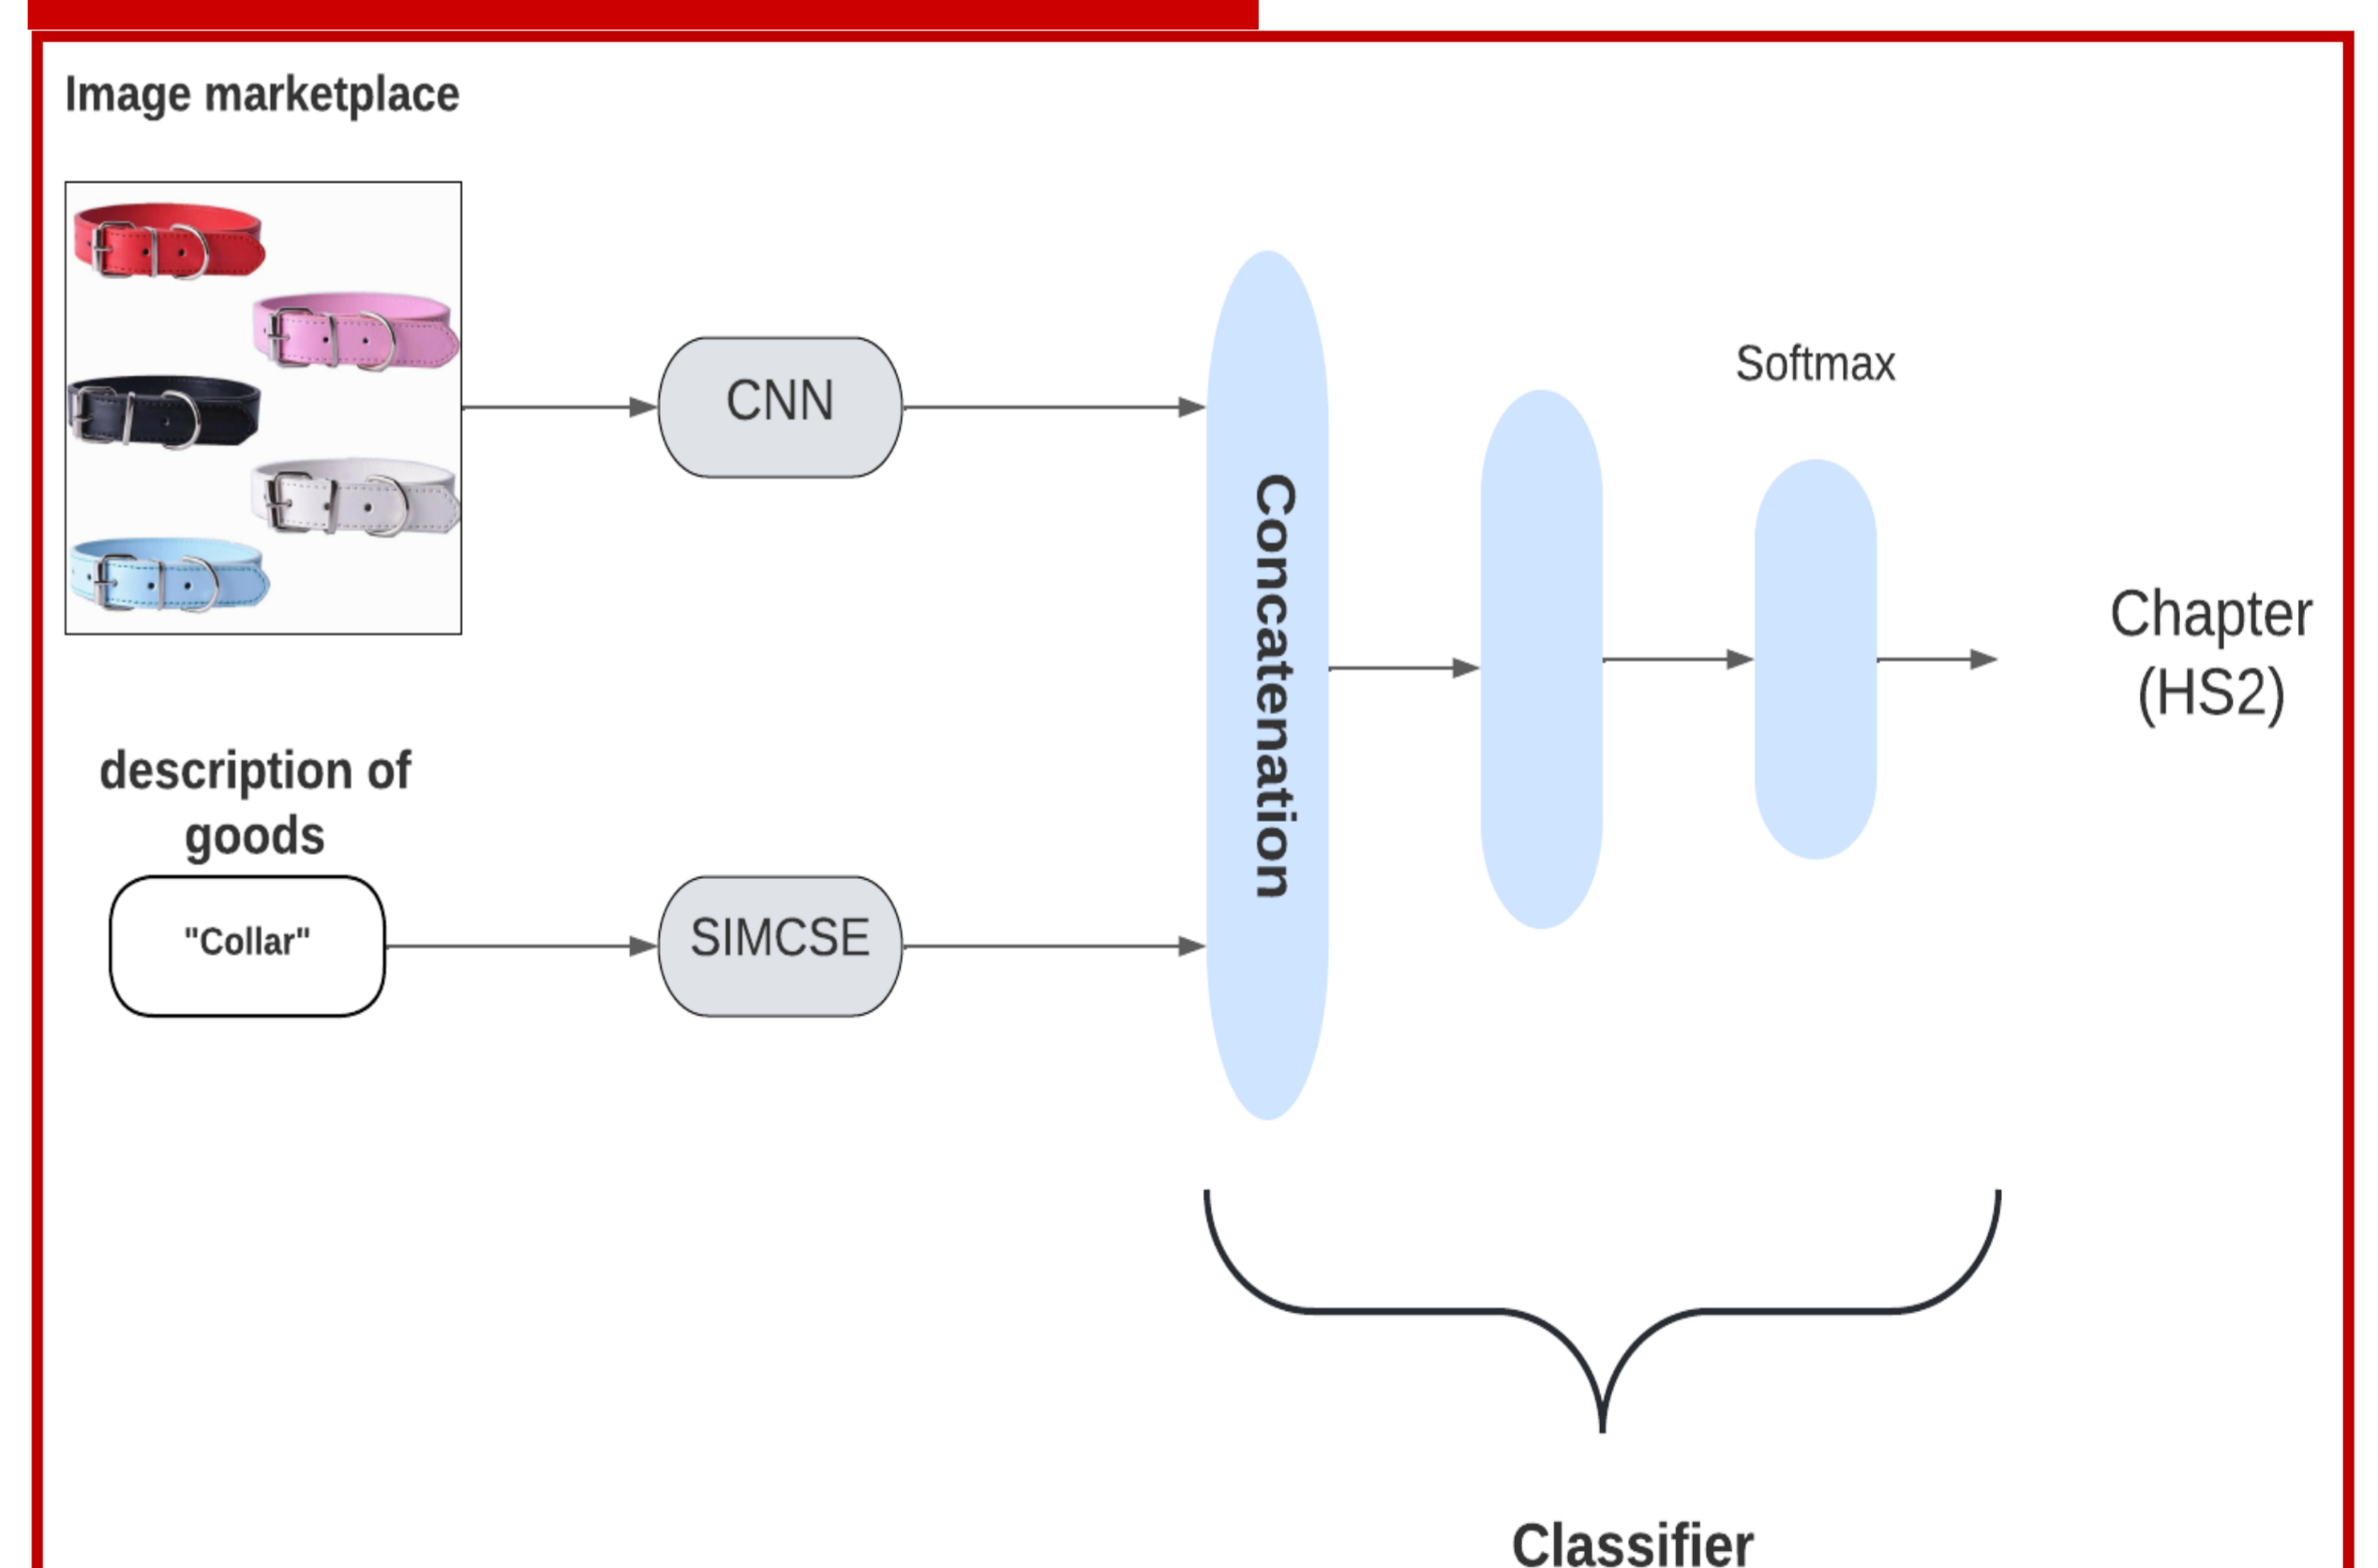 Image marketplace
CNN
Softmax
Concatenation
Chapter
(HS2)
description of
goods
"Collar"
SIMCSE
Classifier